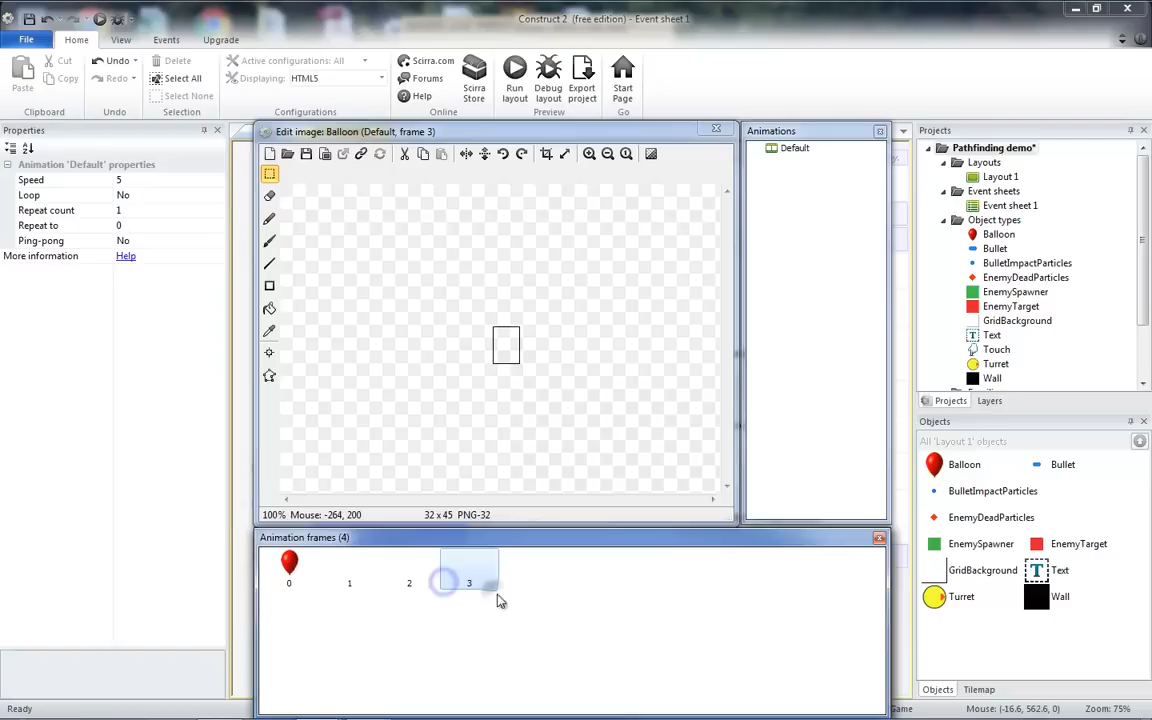 Construct 2 (free edition) - Event sheet 1
File Home View Events Upgrade
Paste
Cut
Copy
Clipboard
Undo
Redo
Undo
Delete
Select All
Select None
Selection
Active configurations: All
Displaying: HTML5
Configurations
Scirra.com
Forums
Help
Scirra Store
Online
Run layout
Debug layout
Export project
Preview
Start Page
Go
Properties
Animation 'Default' properties
Speed 5
Loop No
Repeat count 1
Repeat to 0
Ping-pong No
More information Help
Edit image: Balloon (Default, frame 3)
100% Mouse: -264, 200 32 x 45 PNG-32
Animations
Default
Animation frames (4)
0 1 2 3
Projects
Pathfinding demo*
Layouts
Layout 1
Event sheets
Event sheet 1
Object types
Balloon
Bullet
BulletImpactParticles
EnemyDeadParticles
EnemySpawner
EnemyTarget
GridBackground
Text
Touch
Turret
Wall
Projects Layers
Objects
All 'Layout 1' objects
Balloon Bullet
BulletImpactParticles
EnemyDeadParticles
EnemySpawner EnemyTarget
GridBackground Text
Turret Wall
Objects Tilemap
Ready
Mouse: (-16.6, 562.6, 0) Zoom: 75%